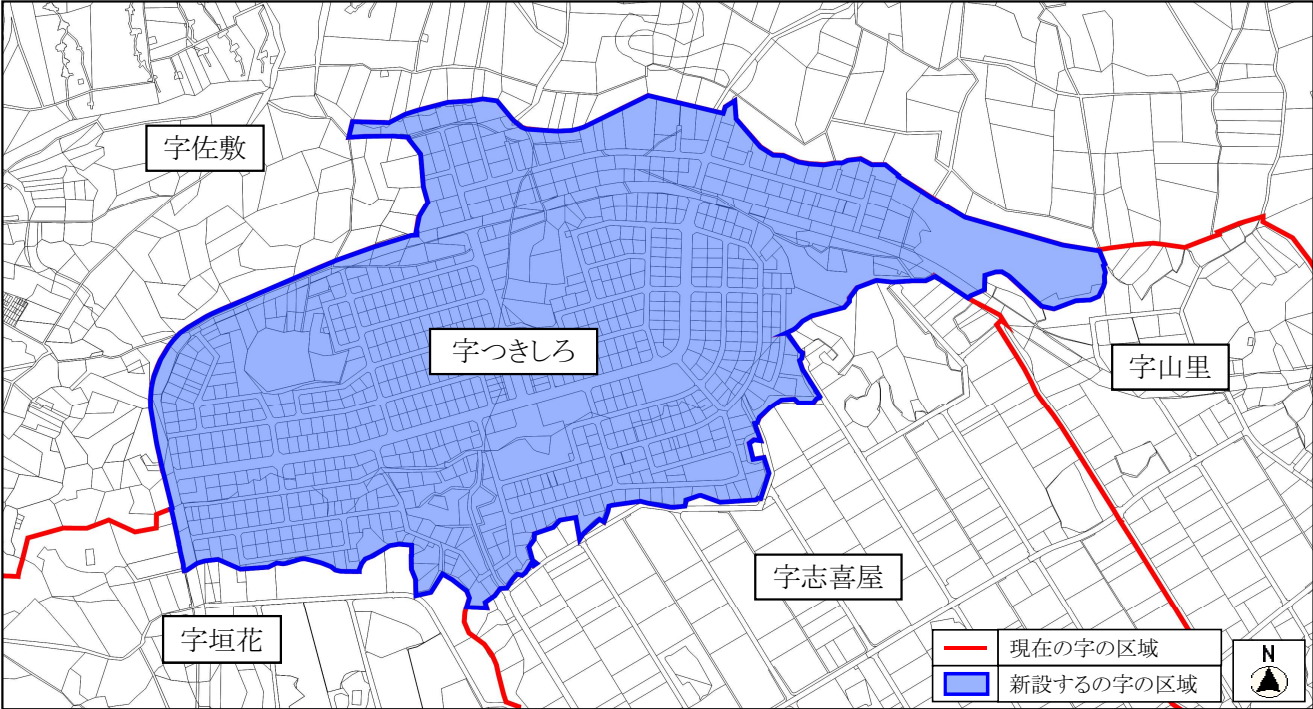 字佐敷
字つきしろ
字山里
字志喜屋
字垣花
現在の字の区域
新設するの字の区域
N